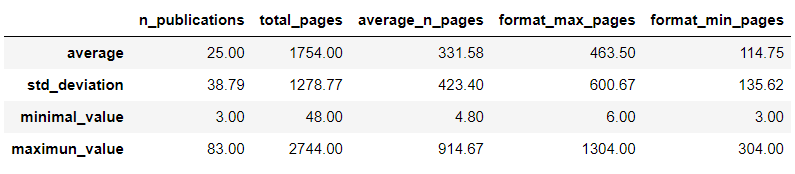 n_publications total_pages average_n_pages format_max_pages format_min_pages
average 25.00 1754.00 331.58 463.50 114.75
std_deviation 38.79 1278.77 423.40 600.67 135.62
minimal_value 3.00 48.00 4.80 6.00 3.00
maximun_value 83.00 2744.00 914.67 1304.00 304.00